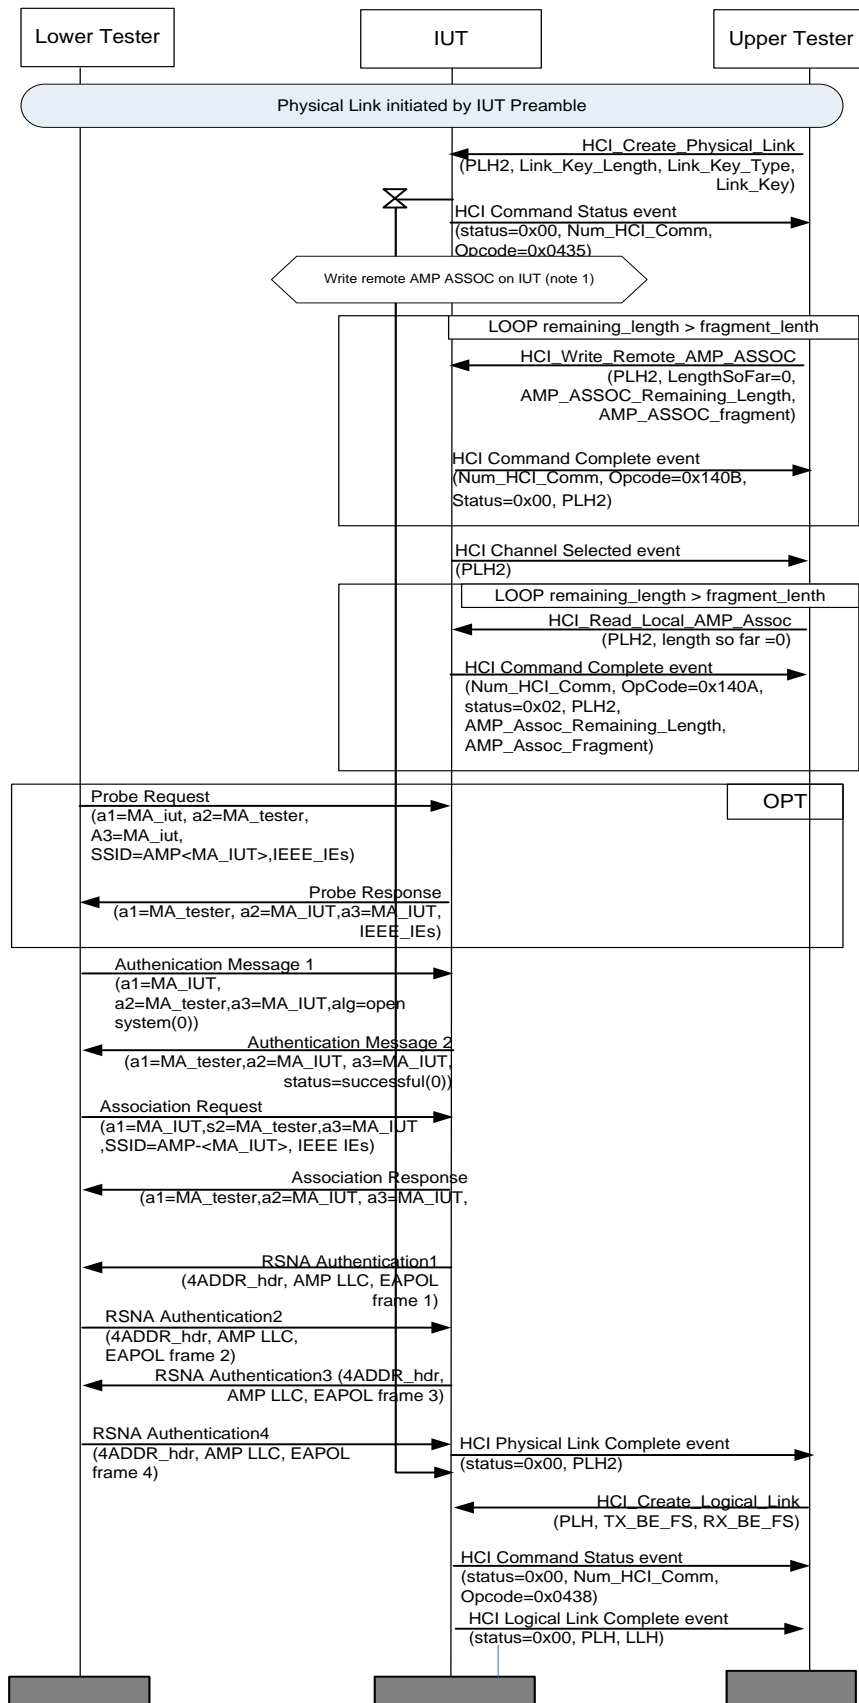 Lower Tester
IUT
Upper Tester
Physical Link initiated by IUT Preamble
HCI_Create_Physical_Link
(PLH2, Link_Key_Length, Link_Key_Type,
Link_Key)
HCI Command Status event
(status=0x00, Num_HCI_Comm,
Opcode=0x0435)
Write remote AMP ASSOC on IUT (note 1)
LOOP remaining_length > fragment_lenth
HCI_Write_Remote_AMP_ASSOC
(PLH2, LengthSoFar=0,
AMP_ASSOC_Remaining_Length,
AMP_ASSOC_fragment)
HCI Command Complete event
(Num_HCI_Comm, Opcode=0x140B,
Status=0x00, PLH2)
HCI Channel Selected event
(PLH2)
LOOP remaining_length > fragment_lenth
HCI_Read_Local_AMP_Assoc
(PLH2, length so far =0)
HCI Command Complete event
(Num_HCI_Comm, OpCode=0x140A,
status=0x02, PLH2,
AMP_Assoc_Remaining_Length,
AMP_Assoc_Fragment)
OPT
Probe Request
(a1=MA_iut, a2=MA_tester,
A3=MA_iut,
SSID=AMP<MA_IUT>,IEEE_IEs)
Probe Response
(a1=MA_tester, a2=MA_IUT,a3=MA_IUT,
IEEE_IEs)
Authenication Message 1
(a1=MA_IUT,
a2=MA_tester,a3=MA_IUT,alg=open
system(0))
Authentication Message 2
(a1=MA_tester,a2=MA_IUT, a3=MA_IUT,
status=successful(0))
Association Request
(a1=MA_IUT,s2=MA_tester,a3=MA_IUT
,SSID=AMP-<MA_IUT>, IEEE IEs)
Association Response
(a1=MA_tester,a2=MA_IUT, a3=MA_IUT,
RSNA Authentication1
(4ADDR_hdr, AMP LLC, EAPOL
frame 1)
RSNA Authentication2
(4ADDR_hdr, AMP LLC,
EAPOL frame 2)
RSNA Authentication3 (4ADDR_hdr,
AMP LLC, EAPOL frame 3)
RSNA Authentication4
(4ADDR_hdr, AMP LLC, EAPOL
frame 4)
HCI Physical Link Complete event
(status=0x00, PLH2)
HCI_Create_Logical_Link
(PLH, TX_BE_FS, RX_BE_FS)
HCI Command Status event
(status=0x00, Num_HCI_Comm,
Opcode=0x0438)
HCI Logical Link Complete event
(status=0x00, PLH, LLH)